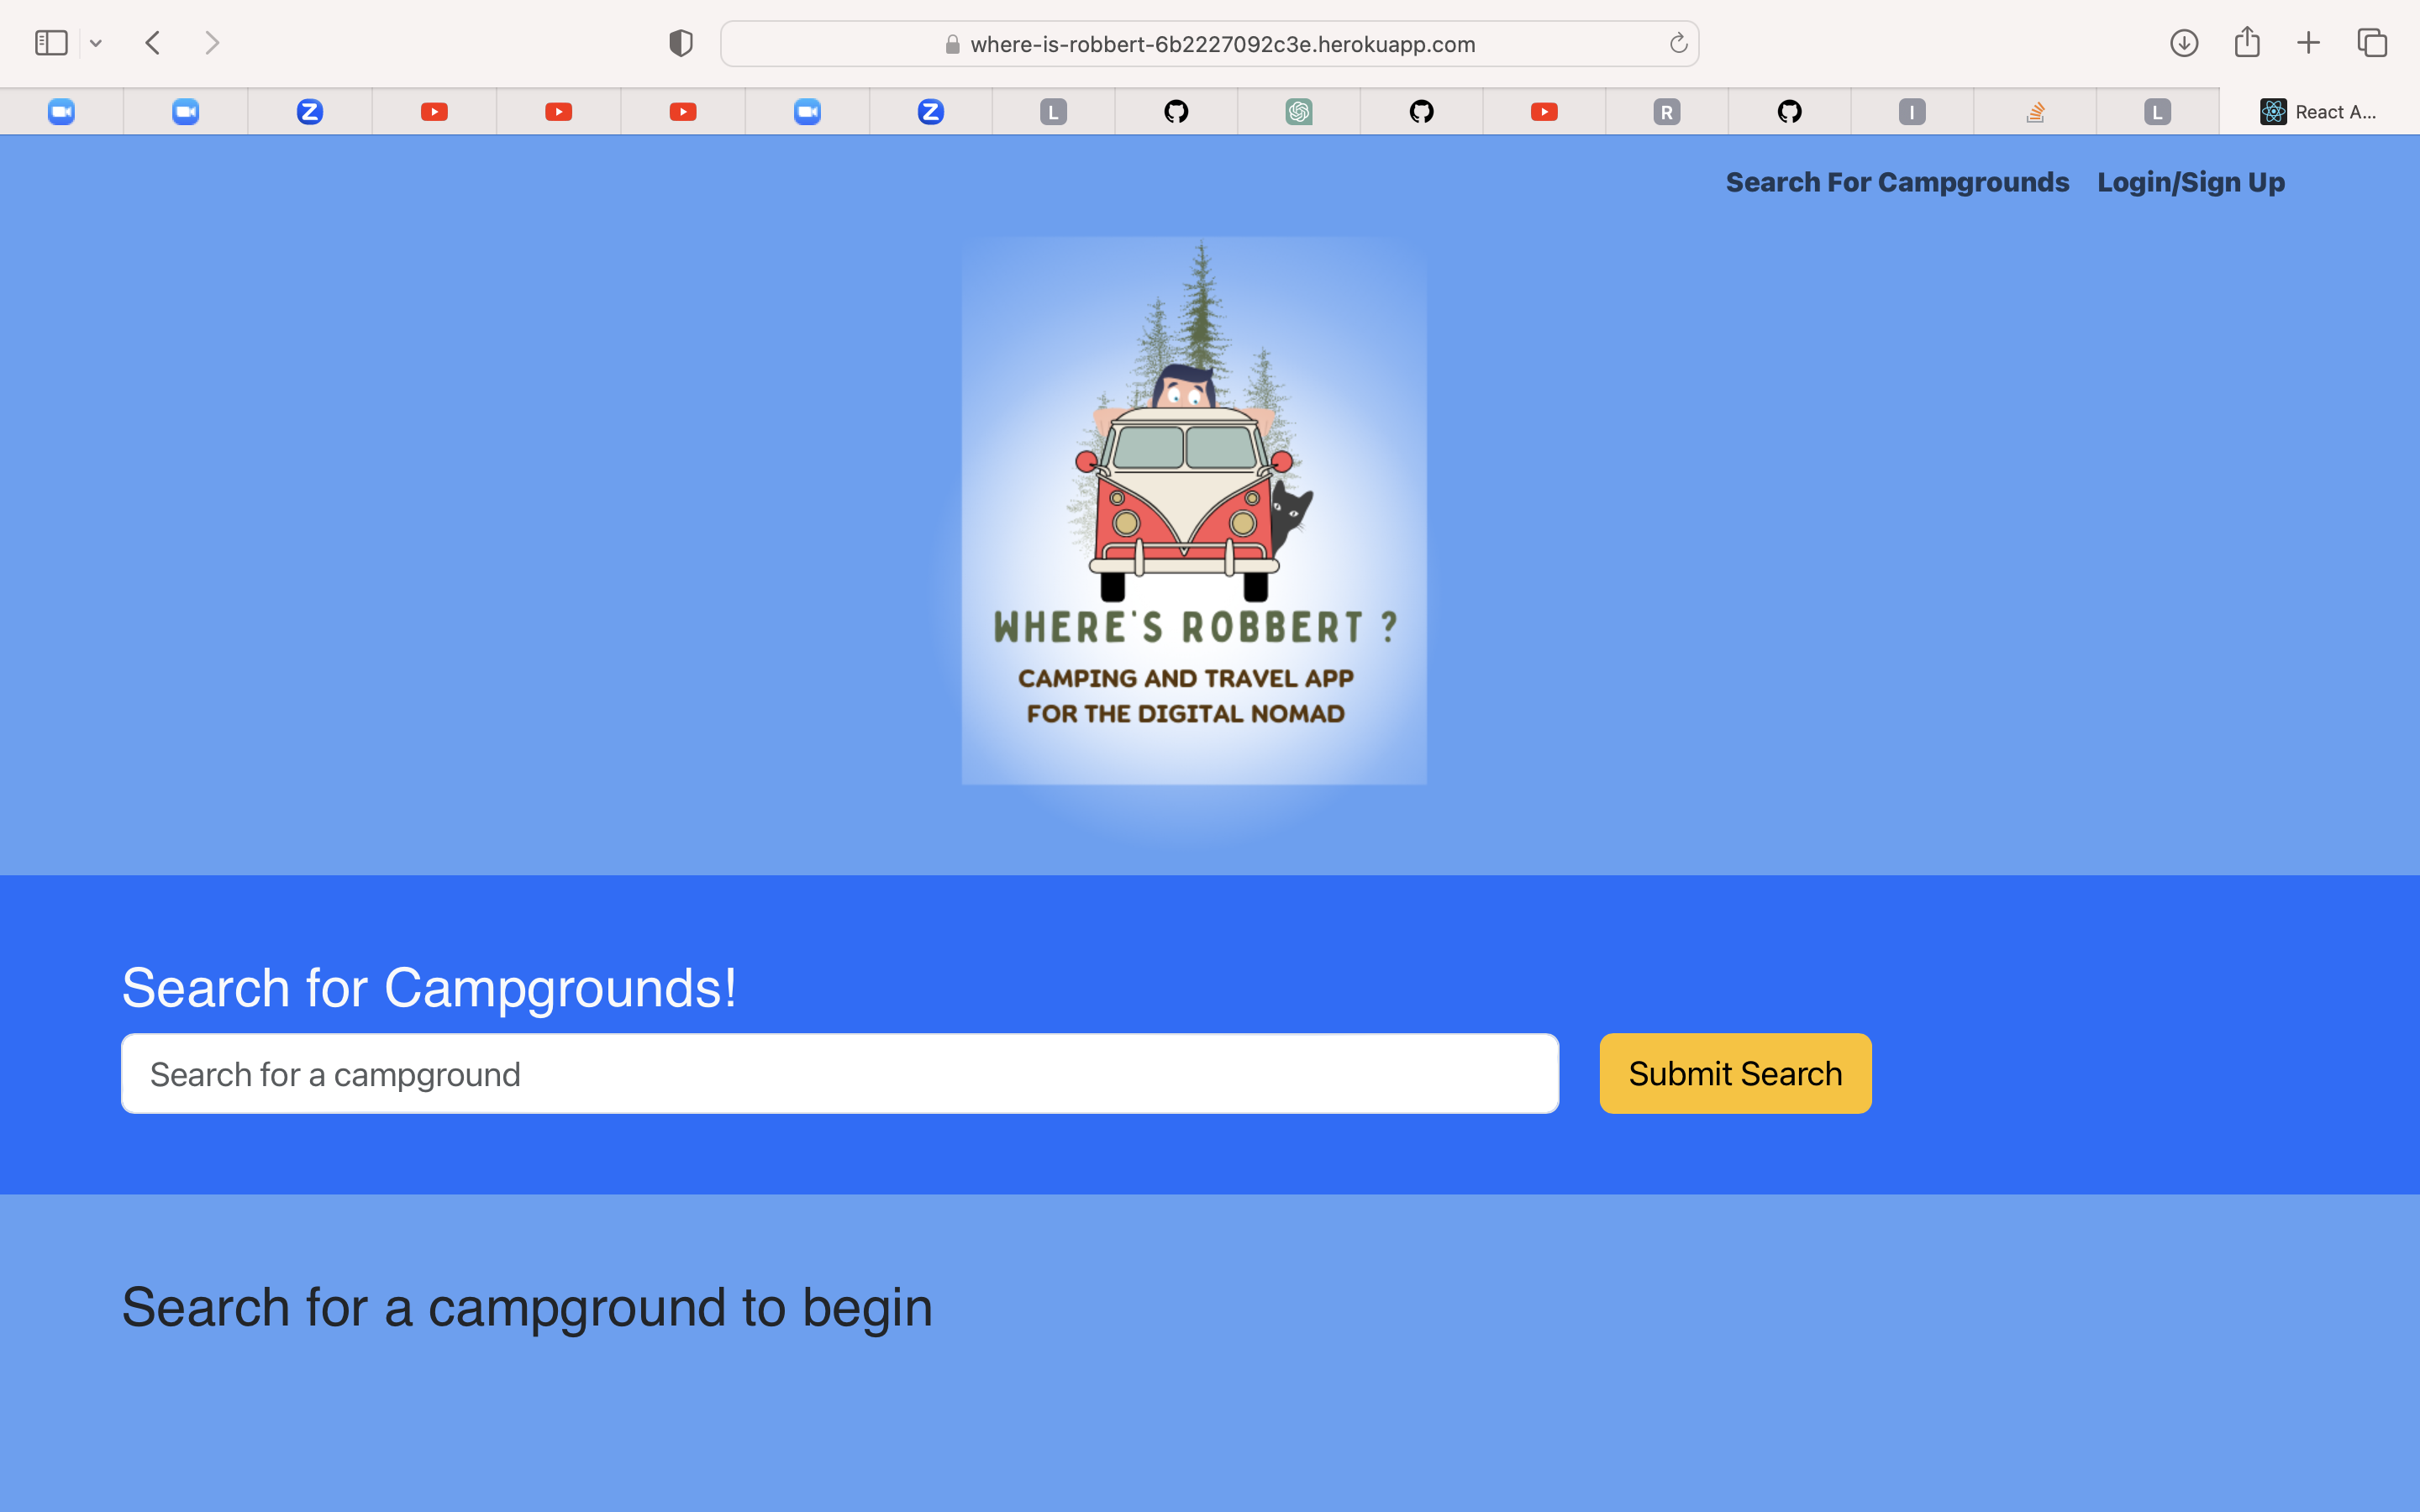 where-is-robbert-6b2227092c3e.herokuapp.com
Z
Z
L
R
I
L
React A...
Search For Campgrounds
Login/Sign Up
WHERE'S ROBBERT ?
CAMPING AND TRAVEL APP
FOR THE DIGITAL NOMAD
Search for Campgrounds!
Search for a campground
Submit Search
Search for a campground to begin